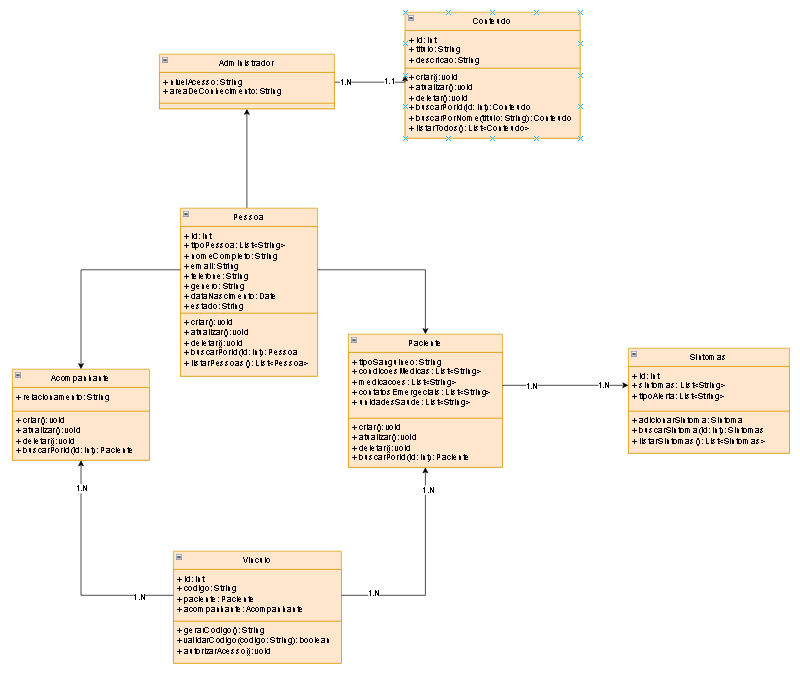 Conteudo
+ id: int
+ titulo: String
+ descricao: String
+ criar(): void
+ atualizar(): void
+ deletar(): void
+ buscarPorId(id: int): Conteudo
+ buscarPorNome(titulo: String): Conteudo
+ listarTodos(): List<Conteudo>
Administrador
+ nivelAcesso: String
+ areaDeConhecimento: String
1.N
1.1
Pessoa
+ id: int
+ tipoPessoa: List<String>
+ nomeCompleto: String
+ email: String
+ telefone: String
+ genero: String
+ dataNascimento: Date
+ estado: String
+ criar(): void
+ atualizar(): void
+ deletar(): void
+ buscarPorId(id: int): Pessoa
+ listarPessoas(): List<Pessoa>
Acompanhante
+ relacionamento: String
+ criar(): void
+ atualizar(): void
+ deletar(): void
+ buscarPorId(id: int): Paciente
Paciente
+ tipoSanguineo: String
+ condicoesMedicas: List<String>
+ medicacoes: List<String>
+ contatosEmergeciais: List<String>
+ unidadesSaude: List<String>
+ criar(): void
+ atualizar(): void
+ deletar(): void
+ buscarPorId(id: int): Paciente
1.N
1.N
Sintomas
+ id: int
+ sintomas: List<String>
+ tipoAlerta: List<String>
+ adicionarSintoma: Sintoma
+ buscarSintoma(id: int): Sintomas
+ listarSintomas(): List<Sintomas>
1.N
1.N
1.N
1.N
Vinculo
+ id: int
+ codigo: String
+ paciente: Paciente
+ acompanhante: Acompanhante
+ gerarCodigo(): String
+ validarCodigo(codigo: String): boolean
+ autorizarAcesso(): void